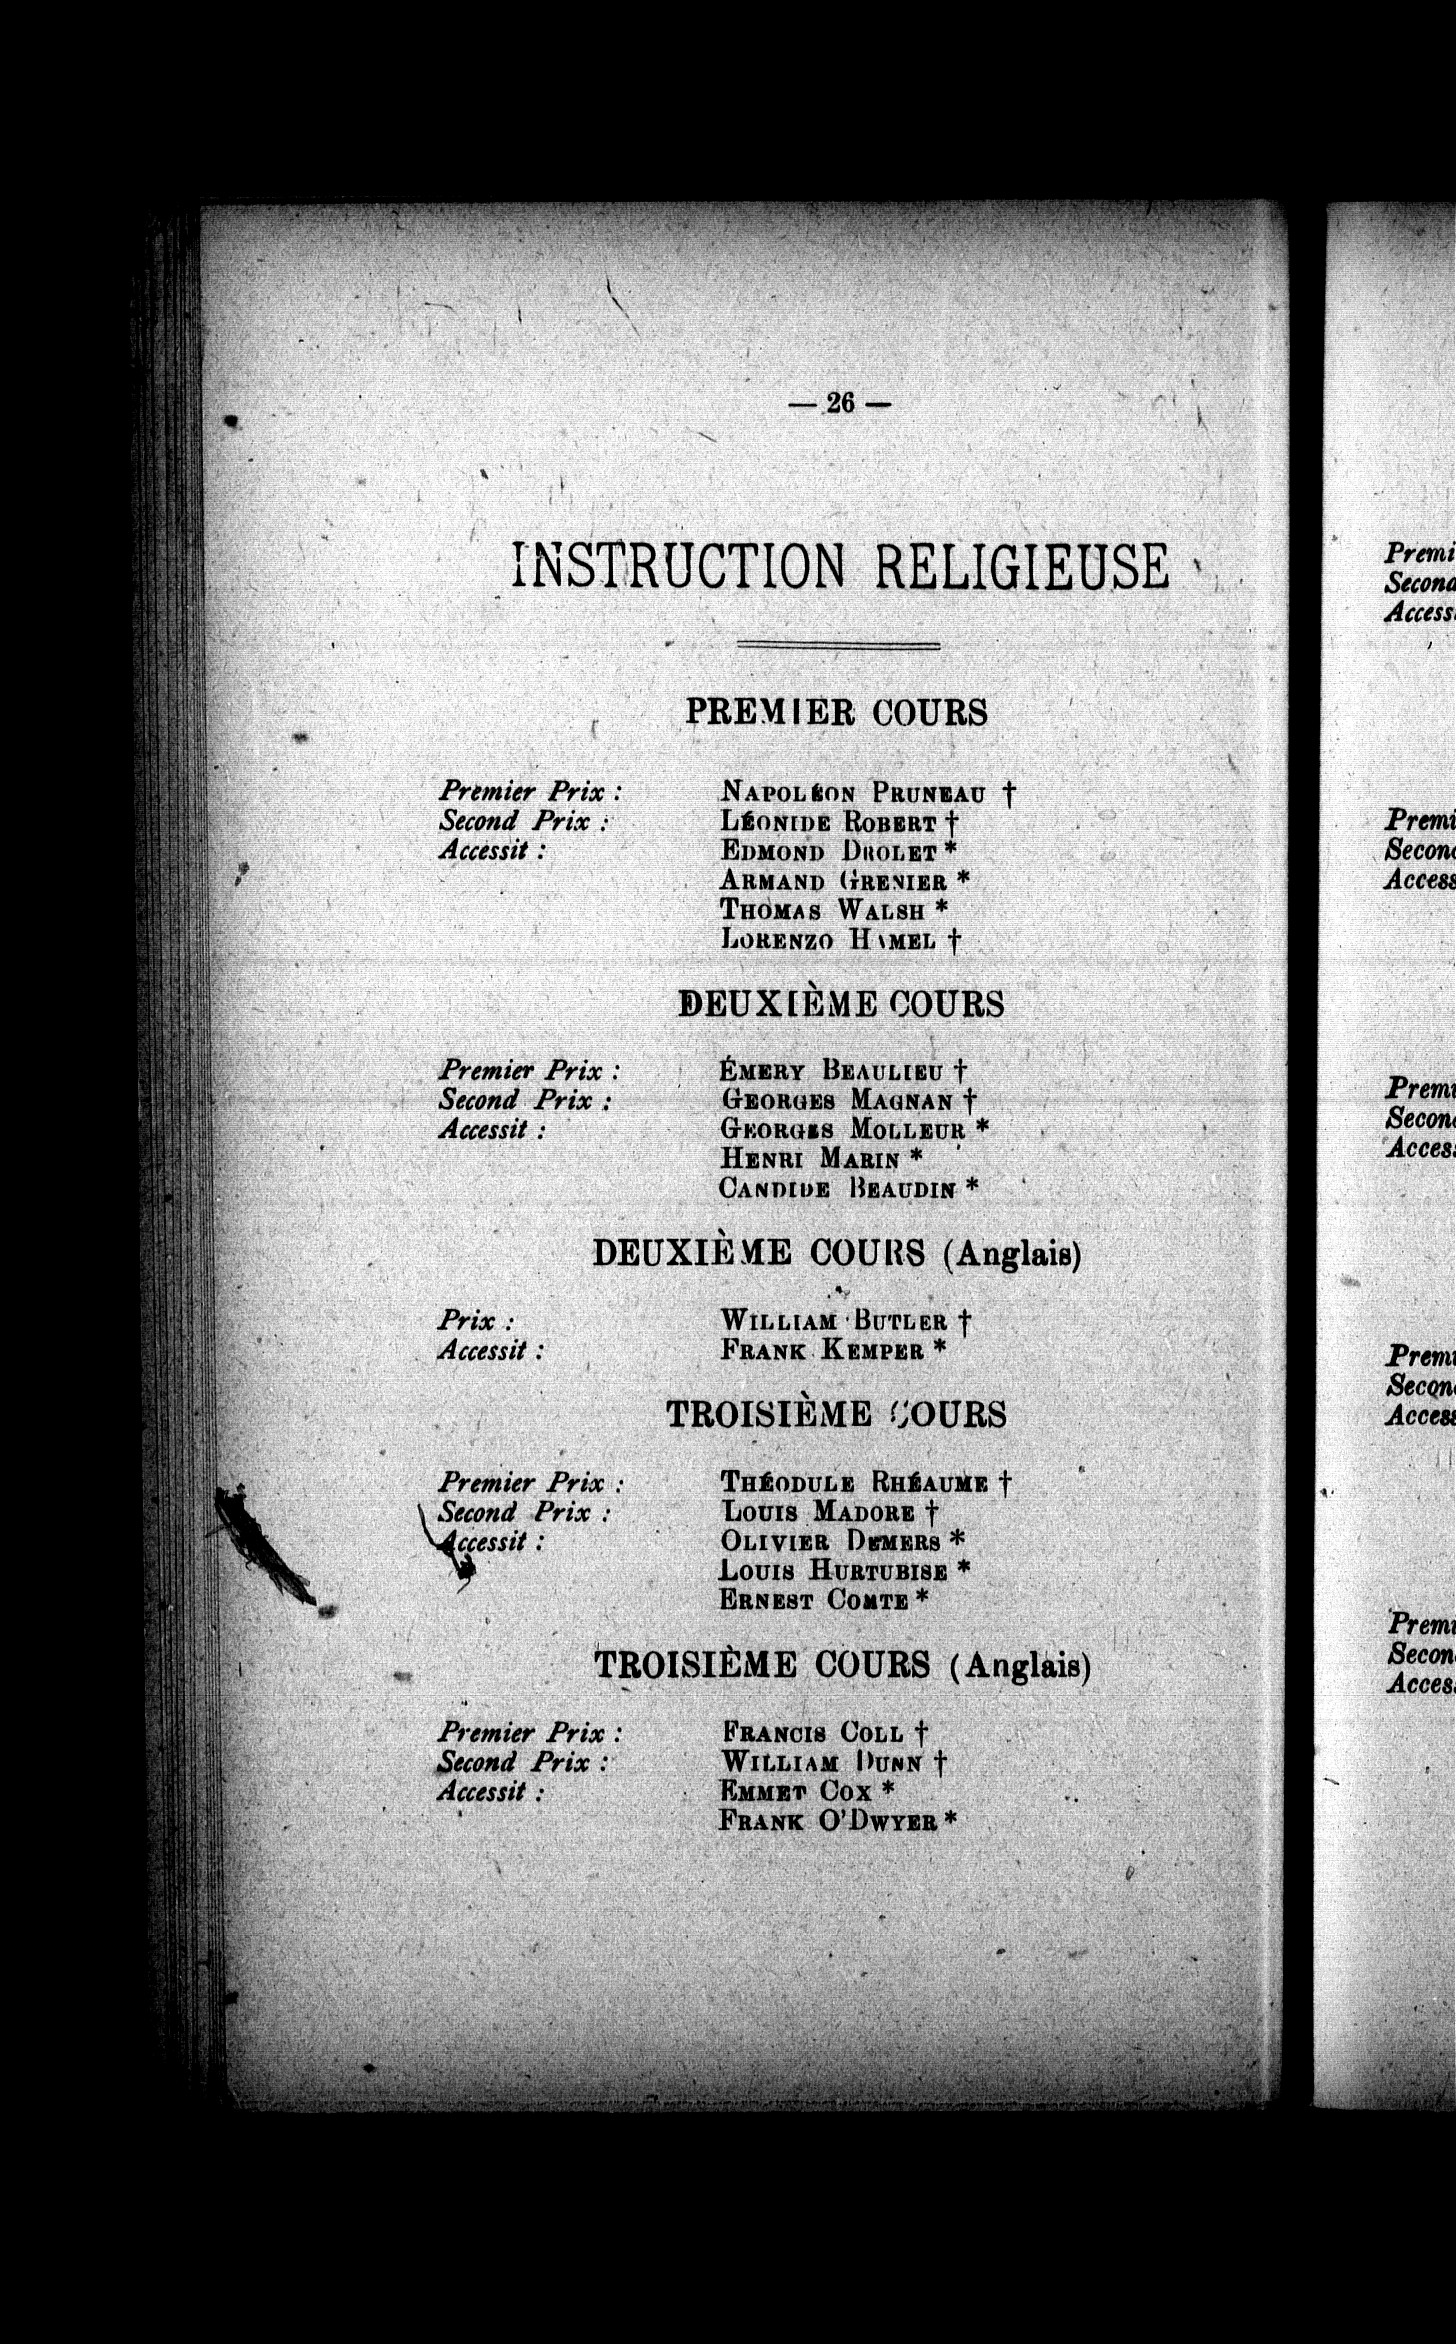 — 26 —
INSTRUCTION RELIGIEUSE
PREMIER COURS
Premier Prix : NAPOLÉON PRUNEAU †
Second Prix : LÉONIDE ROBERT †
Accessit : EDMOND DROLET *
ARMAND GRENIER *
THOMAS WALSH *
LORENZO HAMEL †
DEUXIÈME COURS
Premier Prix : ÉMERY BEAULIEU †
Second Prix : GEORGES MAGNAN †
Accessit : GEORGES MOLLEUR *
HENRI MARIN *
CANDIDE BEAUDIN *
DEUXIÈME COURS (Anglais)
Prix : WILLIAM BUTLER †
Accessit : FRANK KEMPER *
TROISIÈME COURS
Premier Prix : THÉODULE RHÉAUME †
Second Prix : LOUIS MADORE †
Accessit : OLIVIER DEMERS *
LOUIS HURTUBISE *
ERNEST COMTE *
TROISIÈME COURS (Anglais)
Premier Prix : FRANCIS COLL †
Second Prix : WILLIAM DUNN †
Accessit : EMMET COX *
FRANK O'DWYER *